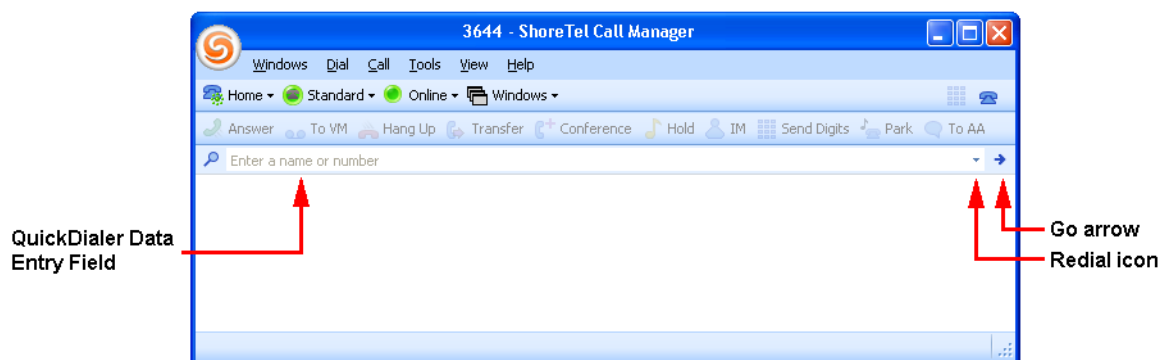 3644 - ShoreTel Call Manager
Windows Dial Call Tools View Help
Home Standard Online Windows
Answer To VM Hang Up Transfer Conference Hold IM Send Digits Park To AA
Enter a name or number
QuickDialer Data
Entry Field
Go arrow
Redial icon